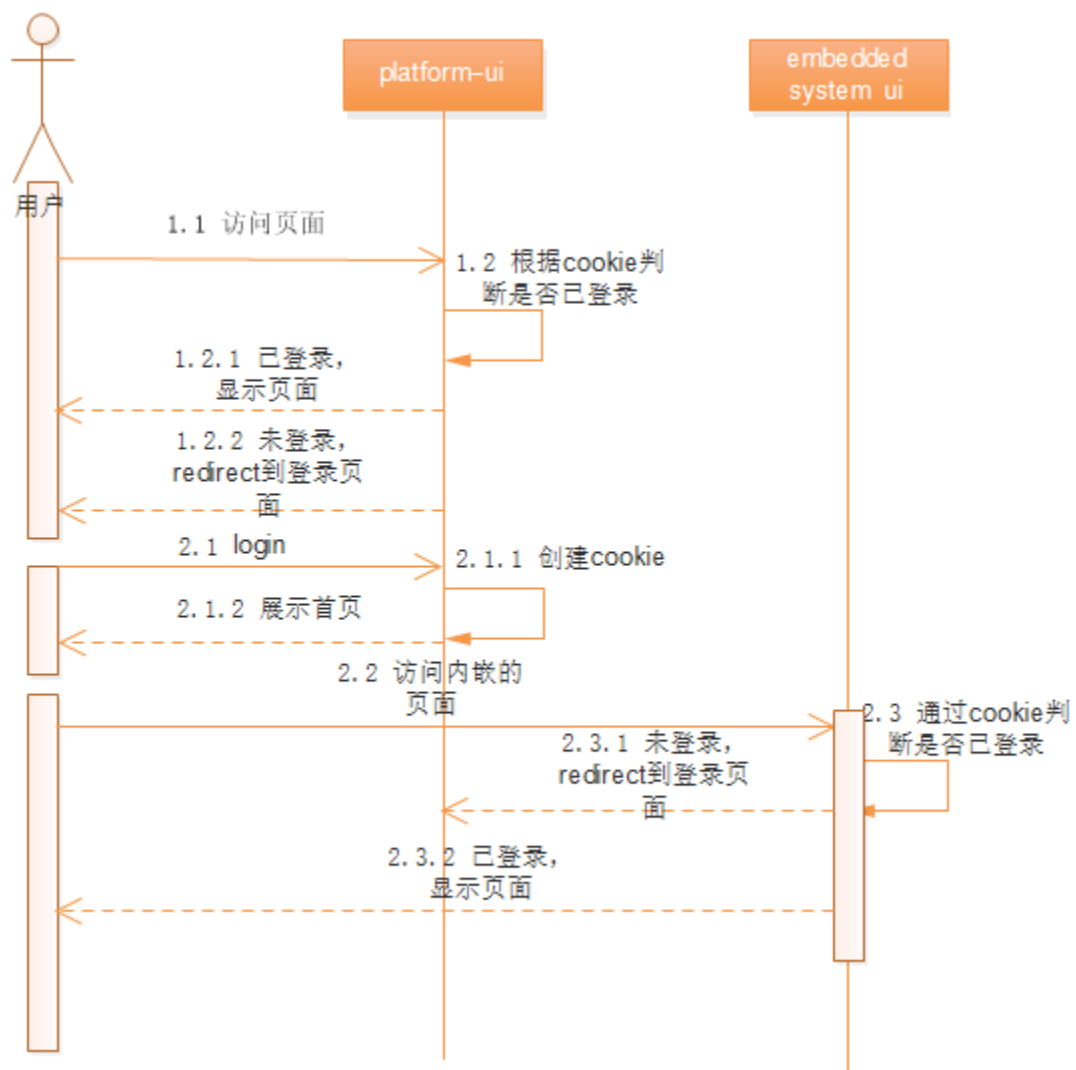 platform-ui
embedded
system ui
用户
1.1 访问页面
1.2 根据cookie判
断是否已登录
1.2.1 已登录,
显示页面
1.2.2 未登录,
redirect到登录页
面
2.1 login
2.1.1 创建cookie
2.1.2 展示首页
2.2 访问内嵌的
页面
2.3 通过cookie判
断是否已登录
2.3.1 未登录,
redirect到登录页
面
2.3.2 已登录,
显示页面